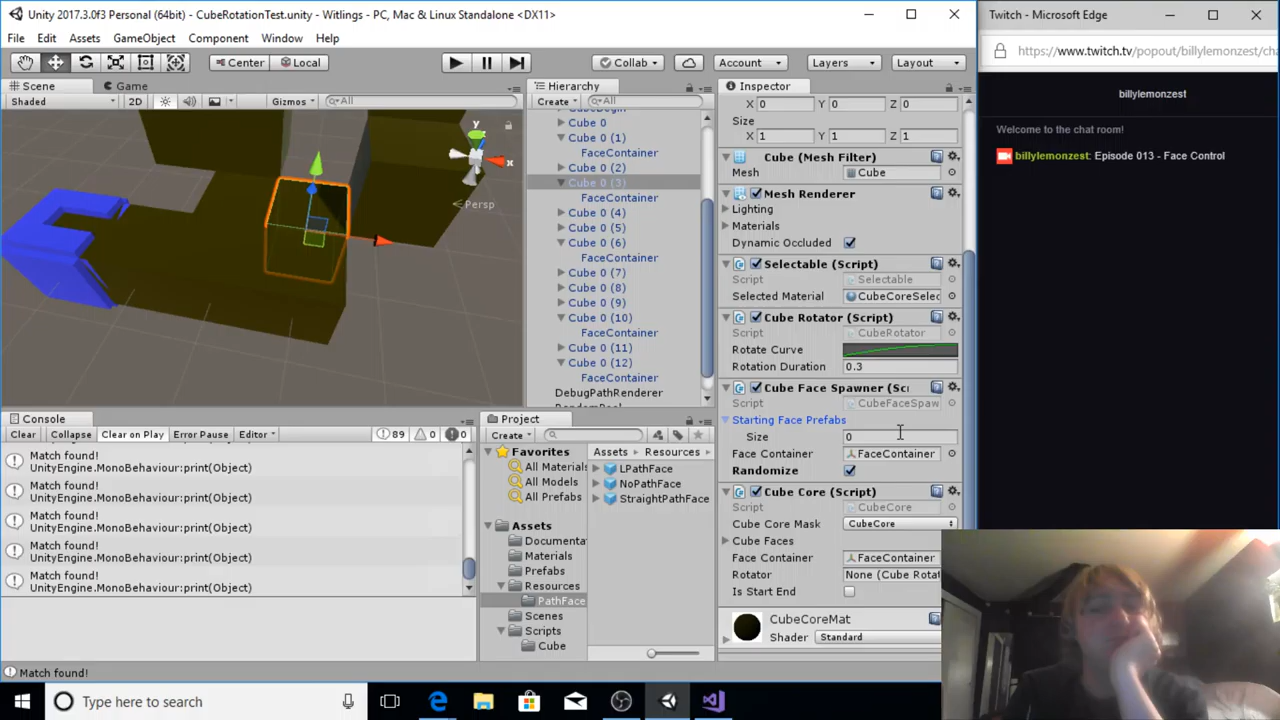 Unity 2017.3.0f3 Personal (64bit) - CubeRotationTest.unity - Witlings - PC, Mac & Linux Standalone <DX11>
Twitch - Microsoft Edge
File Edit Assets GameObject Component Window Help
Center Local Collab Account Layers Layout
https://www.twitch.tv/popout/billylemonzest/cha
billylemonzest
Welcome to the chat room!
billylemonzest: Episode 013 - Face Control
Scene Game
Shaded 2D Gizmos All
y
x
Persp
Hierarchy
Create All
Cube 0
Cube 0 (1)
FaceContainer
Cube 0 (2)
Cube 0 (3)
FaceContainer
Cube 0 (4)
Cube 0 (5)
Cube 0 (6)
FaceContainer
Cube 0 (7)
Cube 0 (8)
Cube 0 (9)
Cube 0 (10)
FaceContainer
Cube 0 (11)
Cube 0 (12)
FaceContainer
DebugPathRenderer
Inspector
X 0 Y 0 Z 0
Size
X 1 Y 1 Z 1
Cube (Mesh Filter)
Mesh Cube
Mesh Renderer
Lighting
Materials
Dynamic Occluded
Selectable (Script)
Script Selectable
Selected Material CubeCoreSelec
Cube Rotator (Script)
Script CubeRotator
Rotate Curve
Rotation Duration 0.3
Cube Face Spawner (Scr
Script CubeFaceSpaw
Starting Face Prefabs
Size 0
Face Container FaceContainer
Randomize
Cube Core (Script)
Script CubeCore
Cube Core Mask CubeCore
Cube Faces
Face Container FaceContainer
Rotator None (Cube Rotat
Is Start End
CubeCoreMat
Shader Standard
Console
Clear Collapse Clear on Play Error Pause Editor 89 0 0
Match found!
UnityEngine.MonoBehaviour:print(Object)
Match found!
UnityEngine.MonoBehaviour:print(Object)
Match found!
UnityEngine.MonoBehaviour:print(Object)
Match found!
UnityEngine.MonoBehaviour:print(Object)
Match found!
UnityEngine.MonoBehaviour:print(Object)
Match found!
Project
Create
Favorites
All Materials
All Models
All Prefabs
Assets
Documenta
Materials
Prefabs
Resources
PathFace
Scenes
Scripts
Cube
Assets Resources
LPathFace
NoPathFace
StraightPathFace
Type here to search